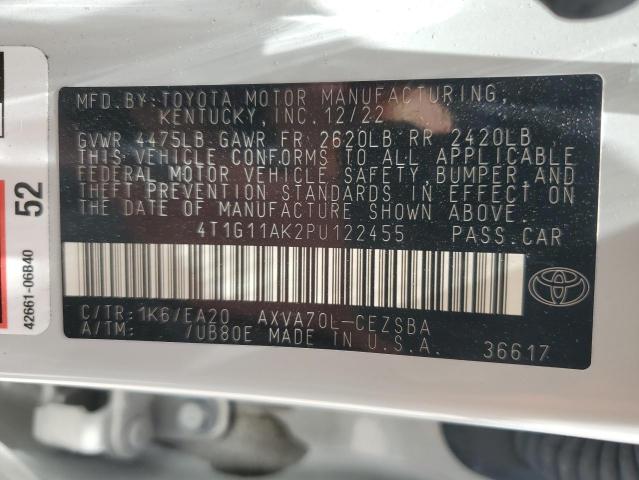 MFD. BY: TOYOTA MOTOR MANUFACTURING,
KENTUCKY, INC. 12/22
GVWR 4475LB GAWR FR 2620LB RR 2420LB
THIS VEHICLE CONFORMS TO ALL APPLICABLE
FEDERAL MOTOR VEHICLE SAFETY, BUMPER, AND
THEFT PREVENTION STANDARDS IN EFFECT ON
THE DATE OF MANUFACTURE SHOWN ABOVE.
4T1G11AK2PU122455 PASS.CAR
C/TR: 1K6/EA20 AXVA70L-CEZSBA
A/TM: /UB80E MADE IN U.S.A. 36617
52
42661-06B40